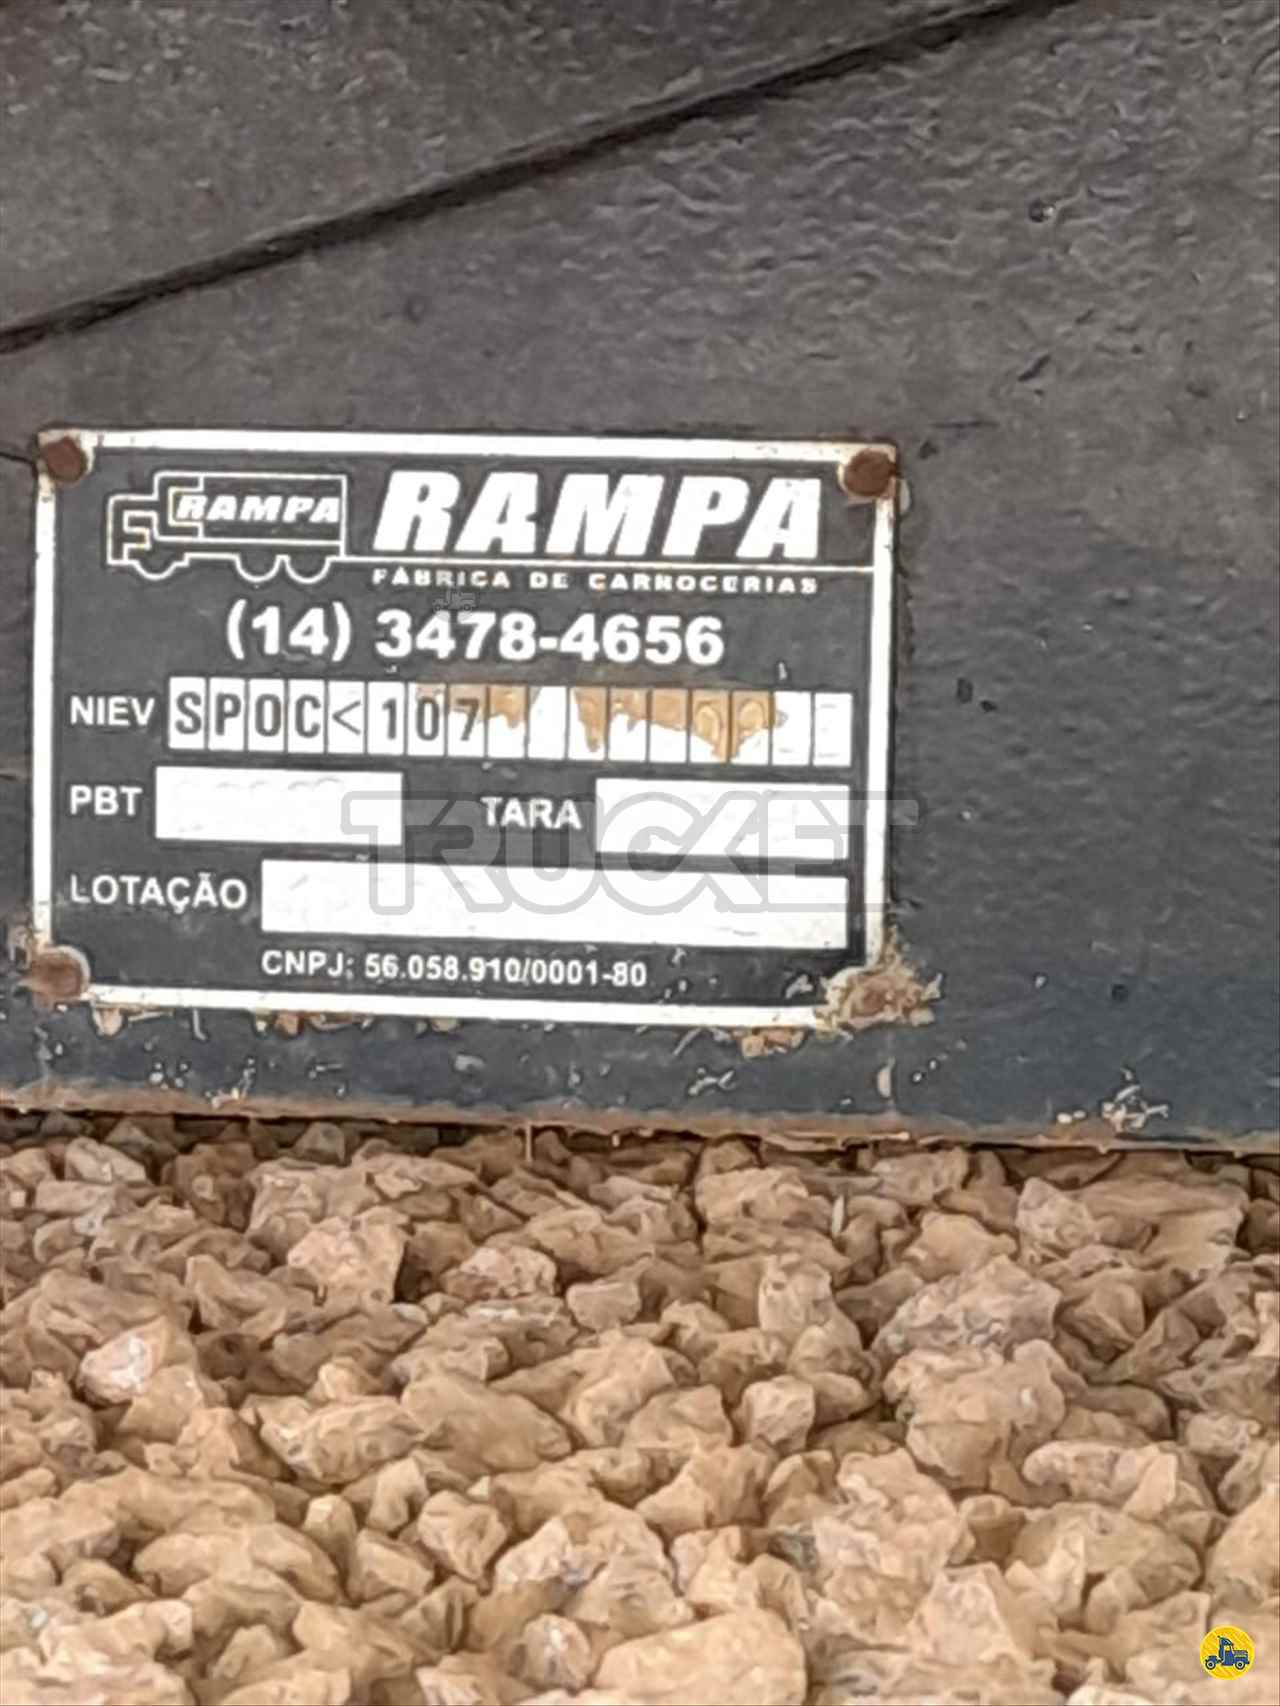 RAMPA RAMPA
FÁBRICA DE CARROCERIAS
(14) 3478-4656
NIEV SPOC<107
PBT TARA
TRUCKET
LOTAÇÃO
CNPJ: 56.058.910/0001-80